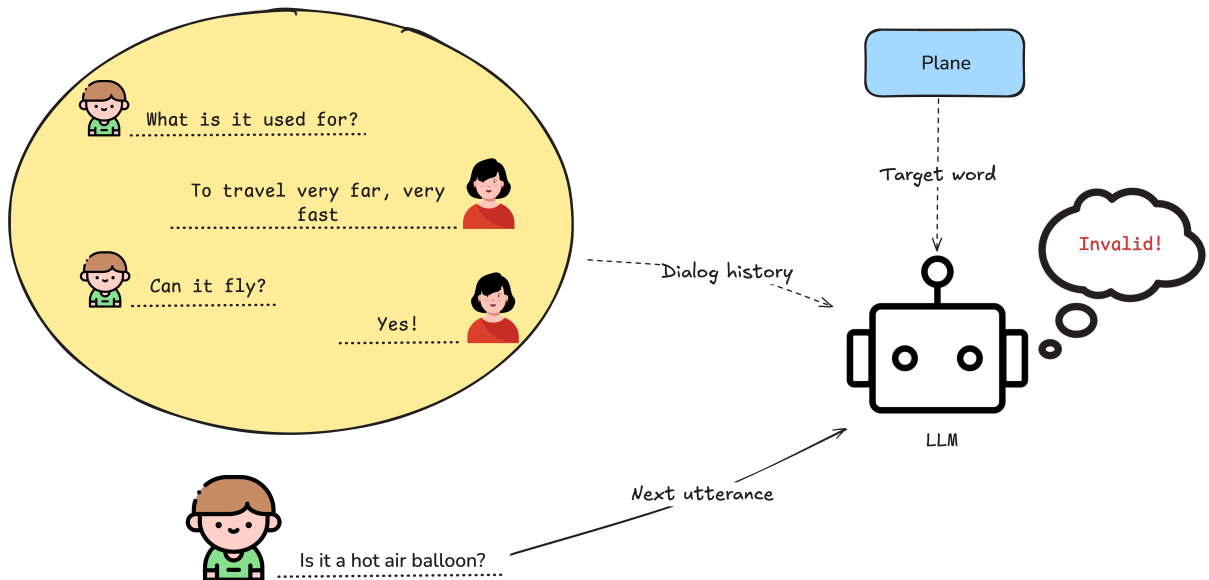 Plane
What is it used for?
Target word
To travel very far, very
fast
Invalid!
Dialog history
Can it fly?
Yes!
LLM
Next utterance
Is it a hot air balloon?